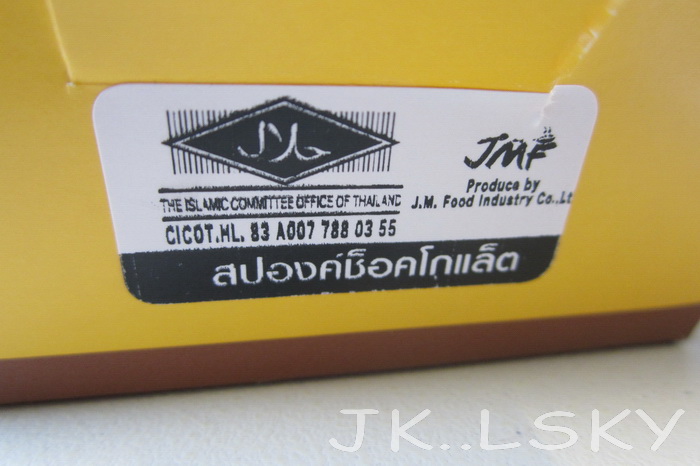 حلال
THE ISLAMIC COMMITTEE OFFICE OF THAILAND
CICOT.HL. 83 A007 788 03 55
JMF
Produce by
J.M. Food Industry Co.,Lt
สปองค์ช็อคโกแล็ต
JK..LSKY